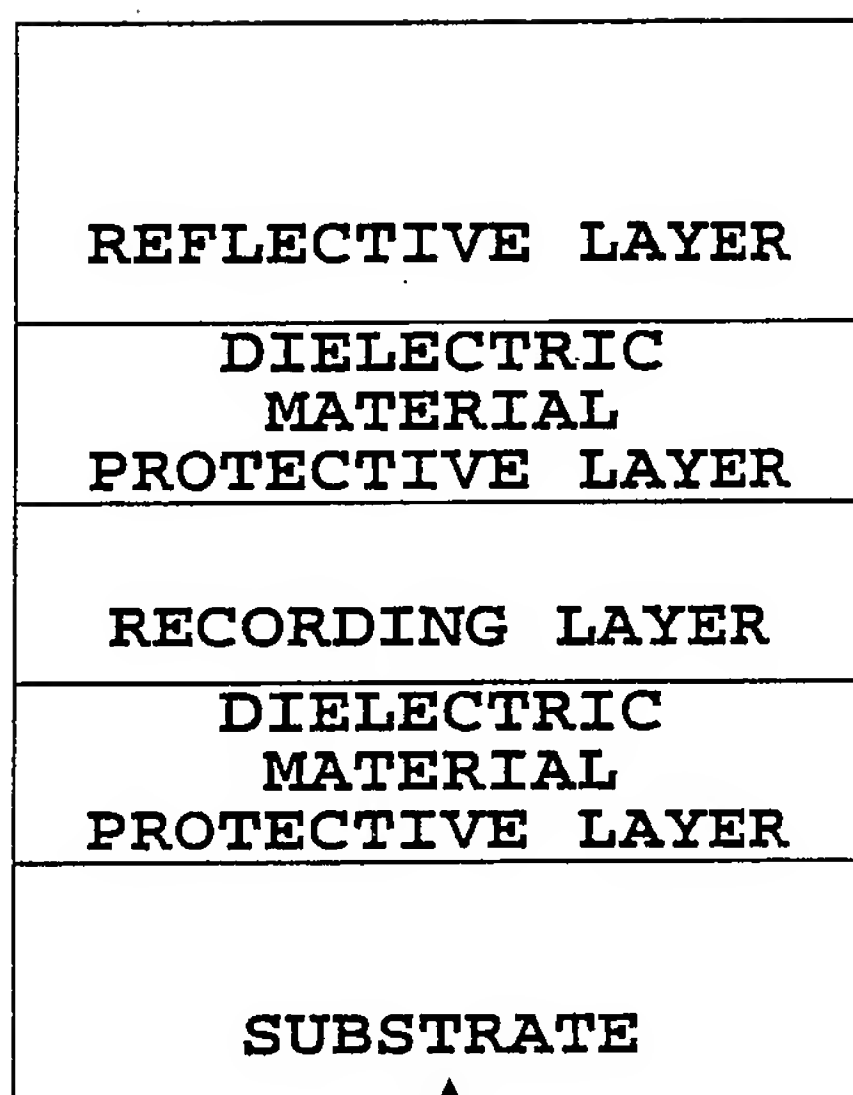 REFLECTIVE LAYER
DIELECTRIC
MATERIAL
PROTECTIVE LAYER
RECORDING LAYER
DIELECTRIC
MATERIAL
PROTECTIVE LAYER
SUBSTRATE